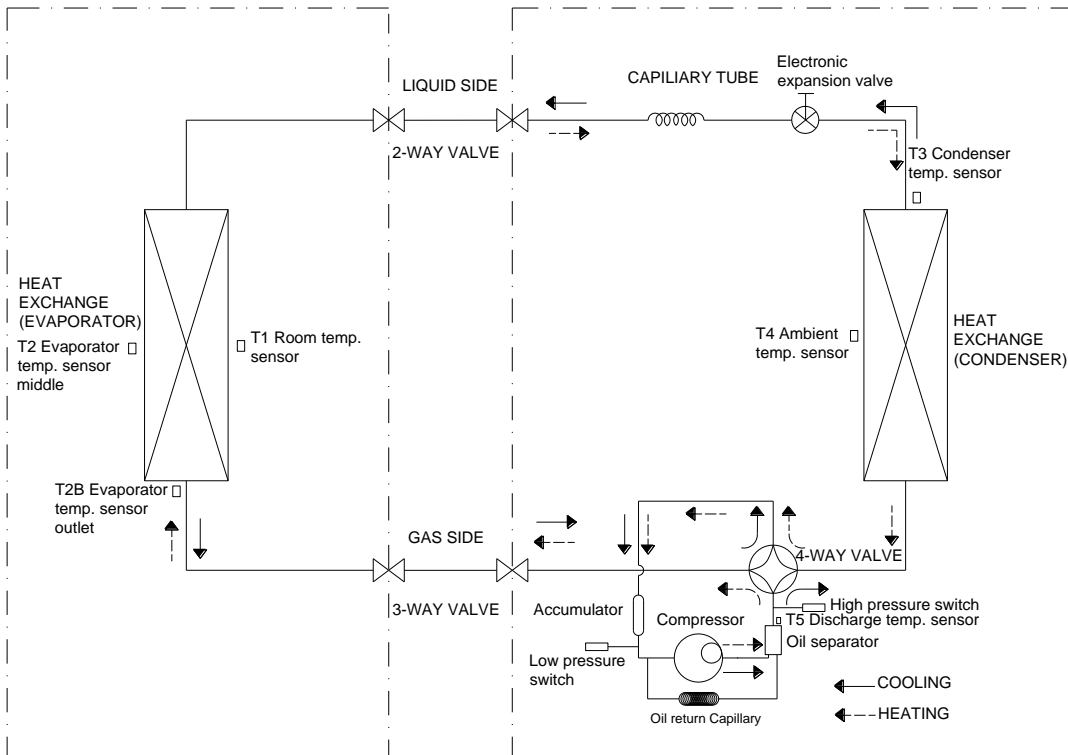 Electronic
expansion valve
CAPILIARY TUBE
LIQUID SIDE
2-WAY VALVE
T3 Condenser
temp. sensor
HEAT
EXCHANGE
(EVAPORATOR)
T2 Evaporator
temp. sensor
middle
T1 Room temp.
sensor
T4 Ambient
temp. sensor
HEAT
EXCHANGE
(CONDENSER)
T2B Evaporator
temp. sensor
outlet
GAS SIDE
3-WAY VALVE
4-WAY VALVE
Accumulator
Compressor
High pressure switch
T5 Discharge temp. sensor
Oil separator
Low pressure
switch
Oil return Capillary
COOLING
HEATING